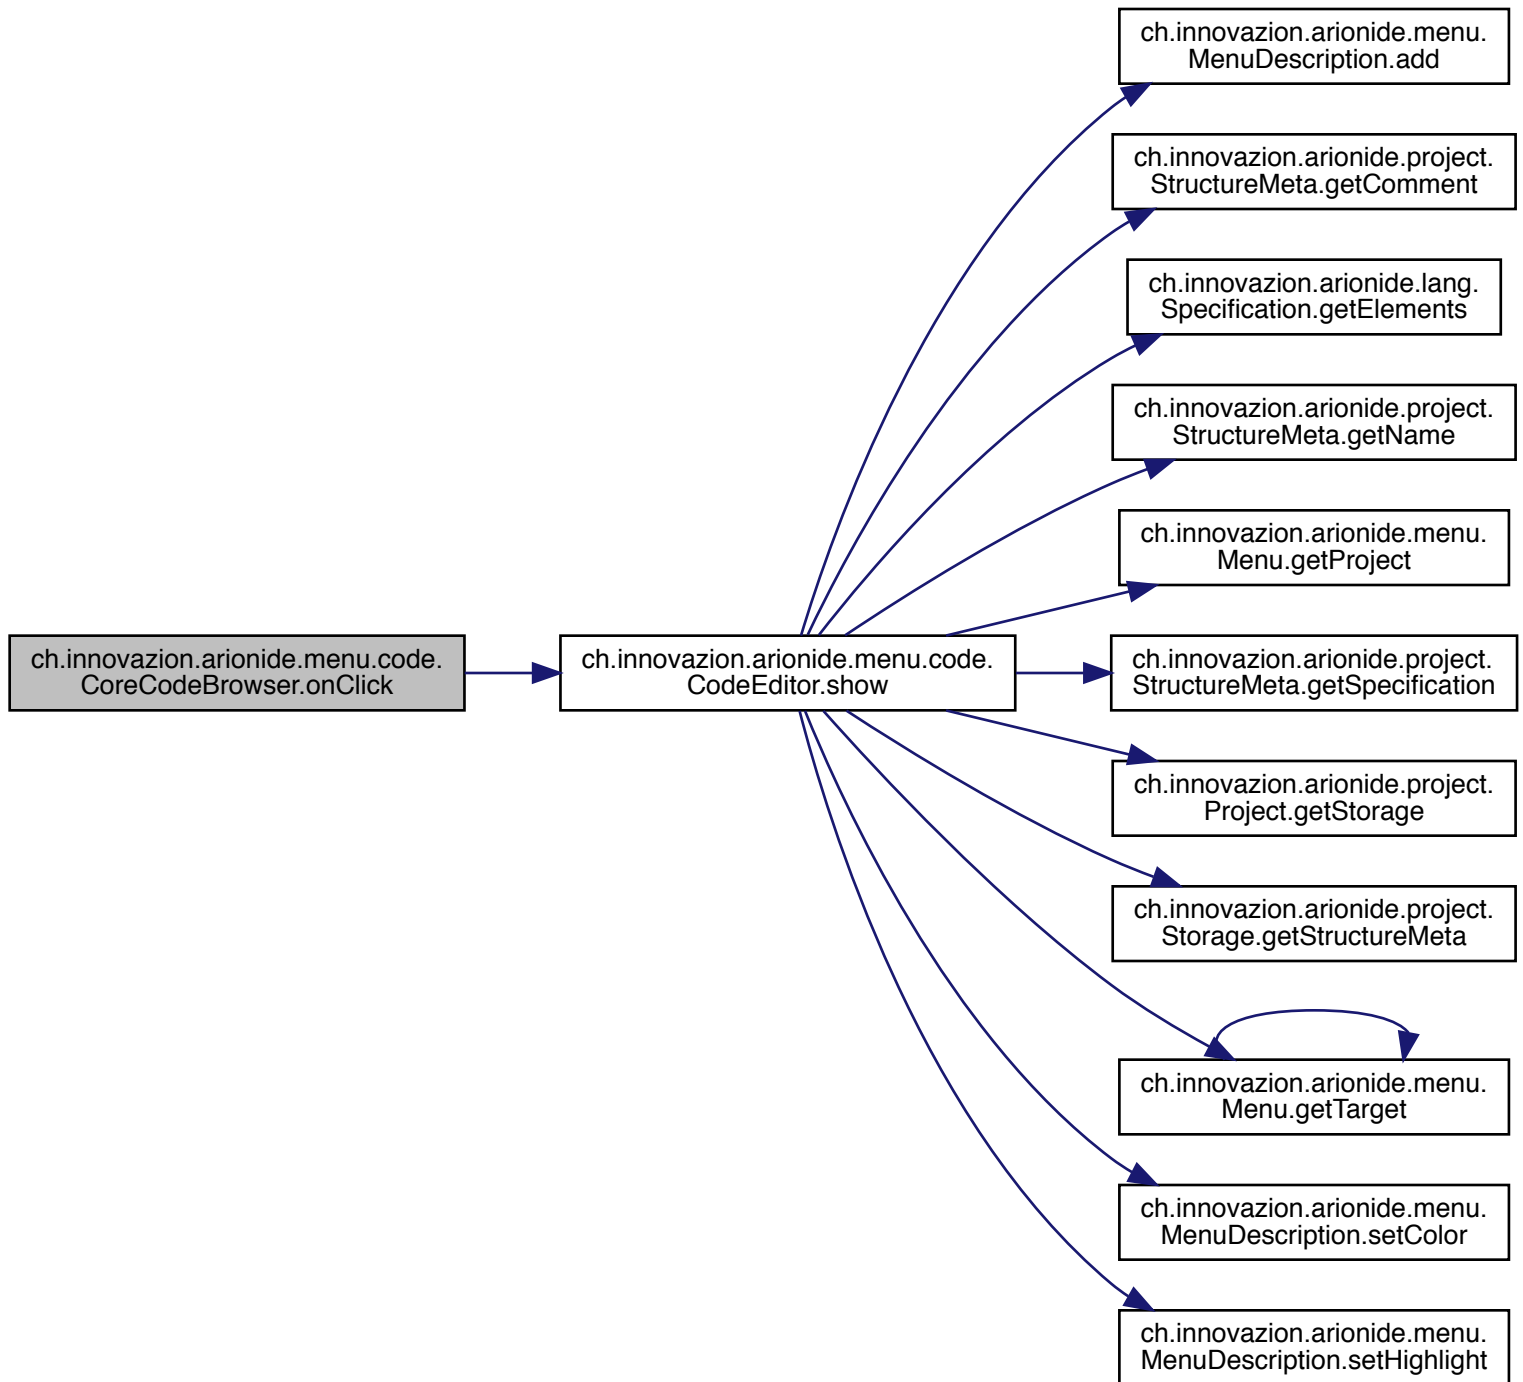 ch.innovazion.arionide.menu.
MenuDescription.add
ch.innovazion.arionide.project.
StructureMeta.getComment
ch.innovazion.arionide.lang.
Specification.getElements
ch.innovazion.arionide.project.
StructureMeta.getName
ch.innovazion.arionide.menu.
Menu.getProject
ch.innovazion.arionide.menu.code.
CoreCodeBrowser.onClick
ch.innovazion.arionide.menu.code.
CodeEditor.show
ch.innovazion.arionide.project.
StructureMeta.getSpecification
ch.innovazion.arionide.project.
Project.getStorage
ch.innovazion.arionide.project.
Storage.getStructureMeta
ch.innovazion.arionide.menu.
Menu.getTarget
ch.innovazion.arionide.menu.
MenuDescription.setColor
ch.innovazion.arionide.menu.
MenuDescription.setHighlight